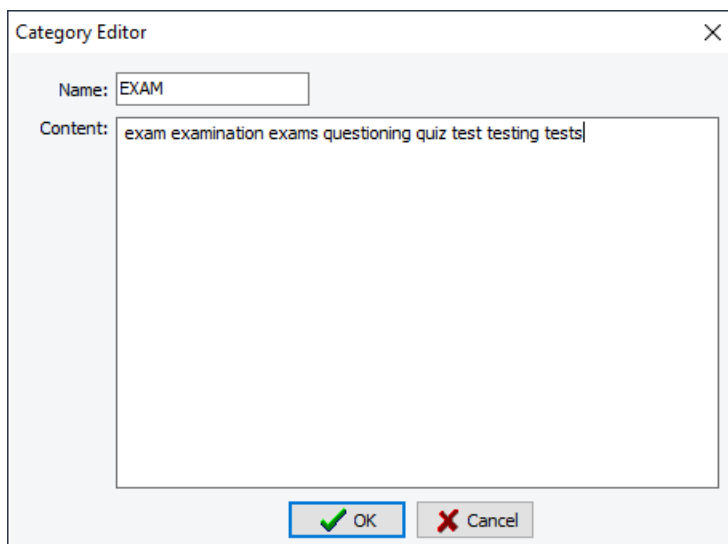 Category Editor
Name: EXAM
Content: exam examination exams questioning quiz test testing tests
OK Cancel